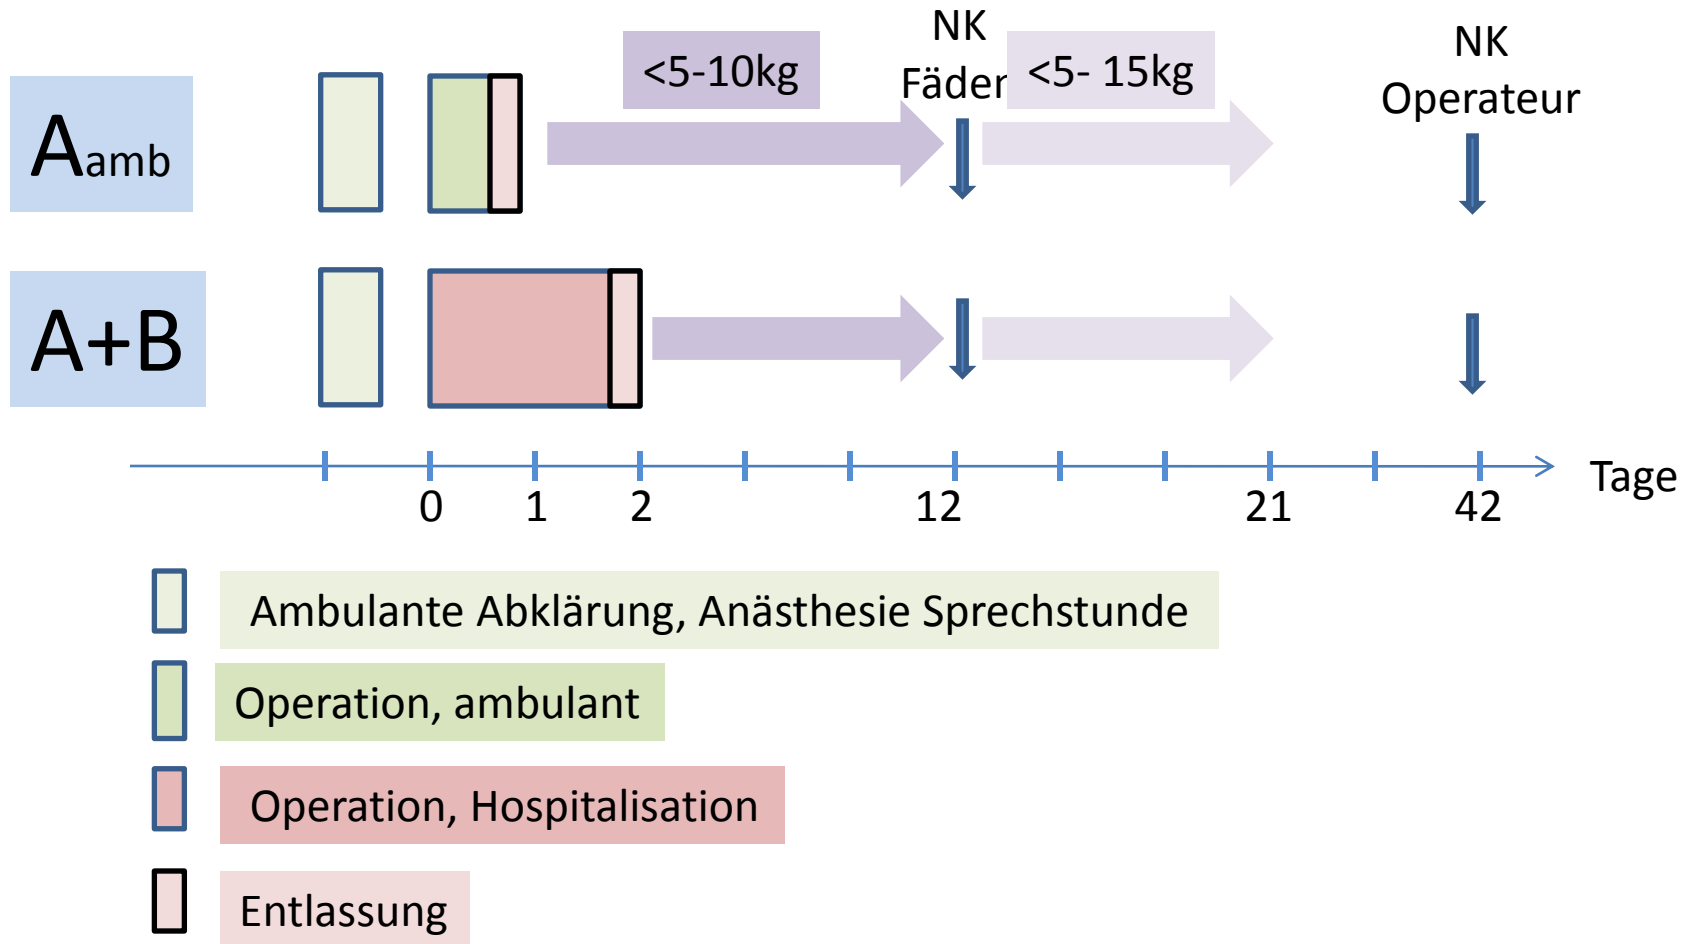 NK
Fäden
<5-10kg
<5- 15kg
NK
Operateur
Aamb
A+B
0 1 2 12 21 42
Tage
Ambulante Abklärung, Anästhesie Sprechstunde
Operation, ambulant
Operation, Hospitalisation
Entlassung